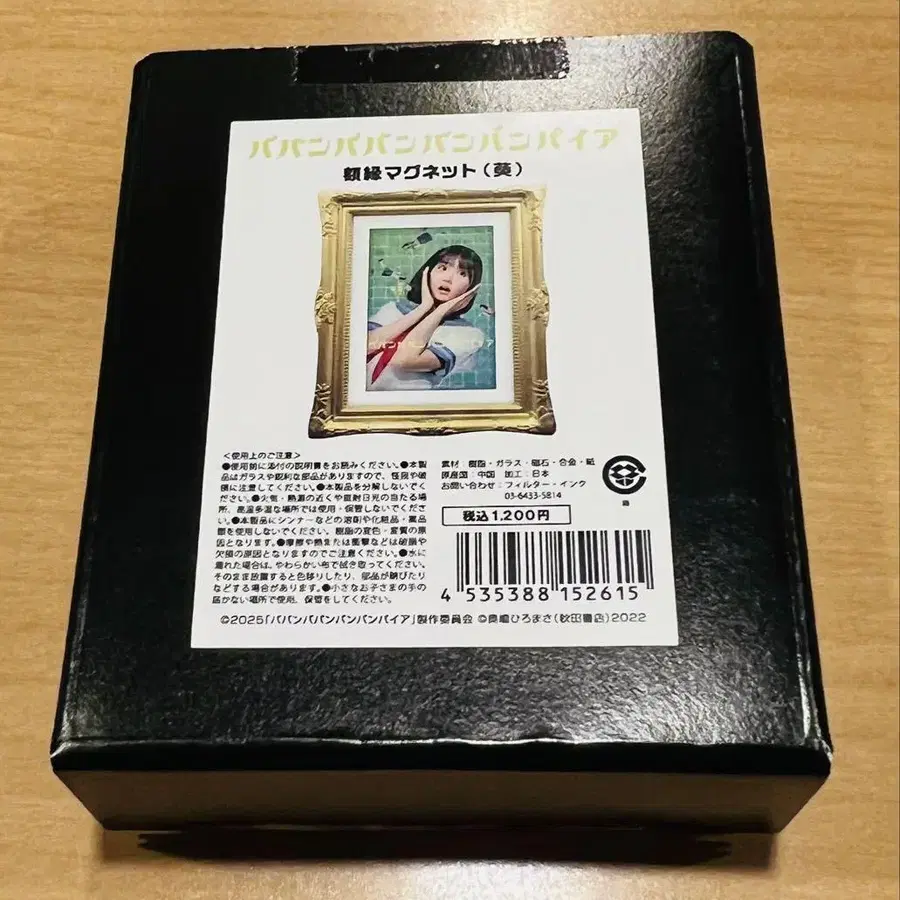 ババンババンバンバンパイア
額縁マグネット(葵)
ババンババンバンバンパイア
<使用上のご注意>
●使用前に添付の説明書をお読みください。●本製
品はガラスや鋭利な部品がありますので、怪我や破
損に注意してください。●本製品を分解しないでくだ
さい。●火気・熱源の近くや直射日光の当たる場
所、高温多湿な場所では使用・保管しないでくださ
い。●本製品にシンナーなどの溶剤や化粧品・薬品
類を使用しないでください。樹脂の変色・変質の原
因となります。●摩擦や熱または衝撃などは破損や
欠損の原因となりますのでご注意ください。●水に
濡れた場合は、やわらかい布で拭き取ってください。
そのまま放置すると色移りしたり、部品が錆びたり
などする場合があります。●小さなお子さまの手の
届かない場所で使用、保管をしてください。
素材:樹脂・ガラス・磁石・合金・紙
原産国:中国 加工:日本
お問い合わせ:フィルター・インク
03-6433-5814
税込1,200円
4 535388 152615
©2025「ババンババンバンバンパイア」製作委員会 ©奥嶋ひろまさ(秋田書店)2022